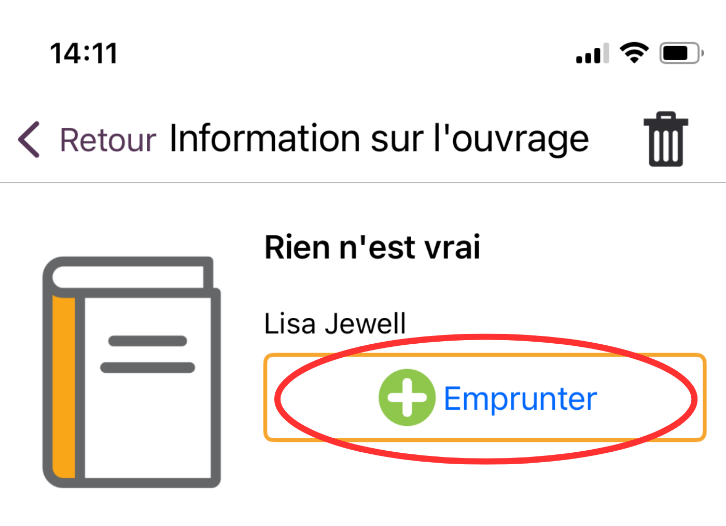 14:11
Retour Information sur l'ouvrage
Rien n'est vrai
Lisa Jewell
Emprunter